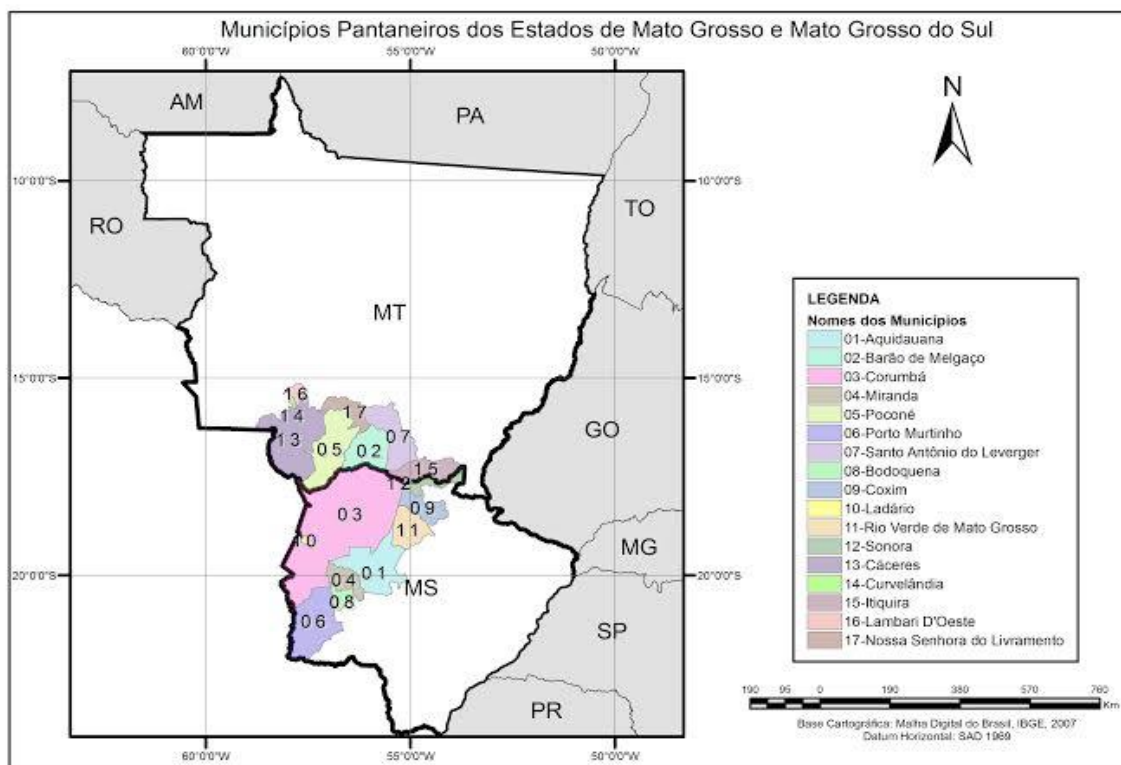 Municípios Pantaneiros dos Estados de Mato Grosso e Mato Grosso do Sul
60°0'0"W 55°0'0"W 50°0'0"W
N
AM
PA
10°0'0"S 10°0'0"S
TO
RO
MT
LEGENDA
Nomes dos Municípios
01-Aquidauana
02-Barão de Melgaço
03-Corumbá
04-Miranda
05-Poconé
06-Porto Murtinho
07-Santo Antônio do Leverger
08-Bodoquena
09-Coxim
10-Ladário
11-Rio Verde de Mato Grosso
12-Sonora
13-Cáceres
14-Curvelândia
15-Itiquira
16-Lambari D'Oeste
17-Nossa Senhora do Livramento
15°0'0"S 15°0'0"S
16
14 17
13 05 02 07
GO
15
12
03 09
11
10
MG
20°0'0"S 20°0'0"S
04 01
MS
08
06
SP
PR
190 95 0 190 380 570 760
Km
Base Cartográfica: Malha Digital do Brasil, IBGE, 2007
Datum Horizontal: SAD 1969
60°0'0"W 55°0'0"W 50°0'0"W